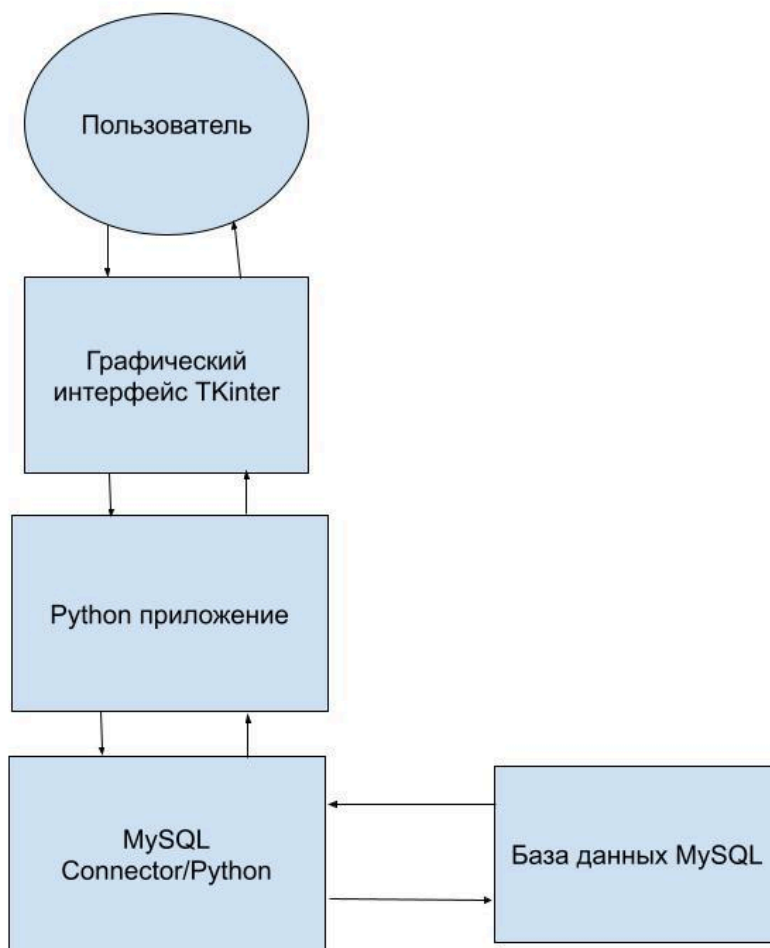 Пользователь
Графический
интерфейс TKinter
Python приложение
MySQL
Connector/Python
База данных MySQL